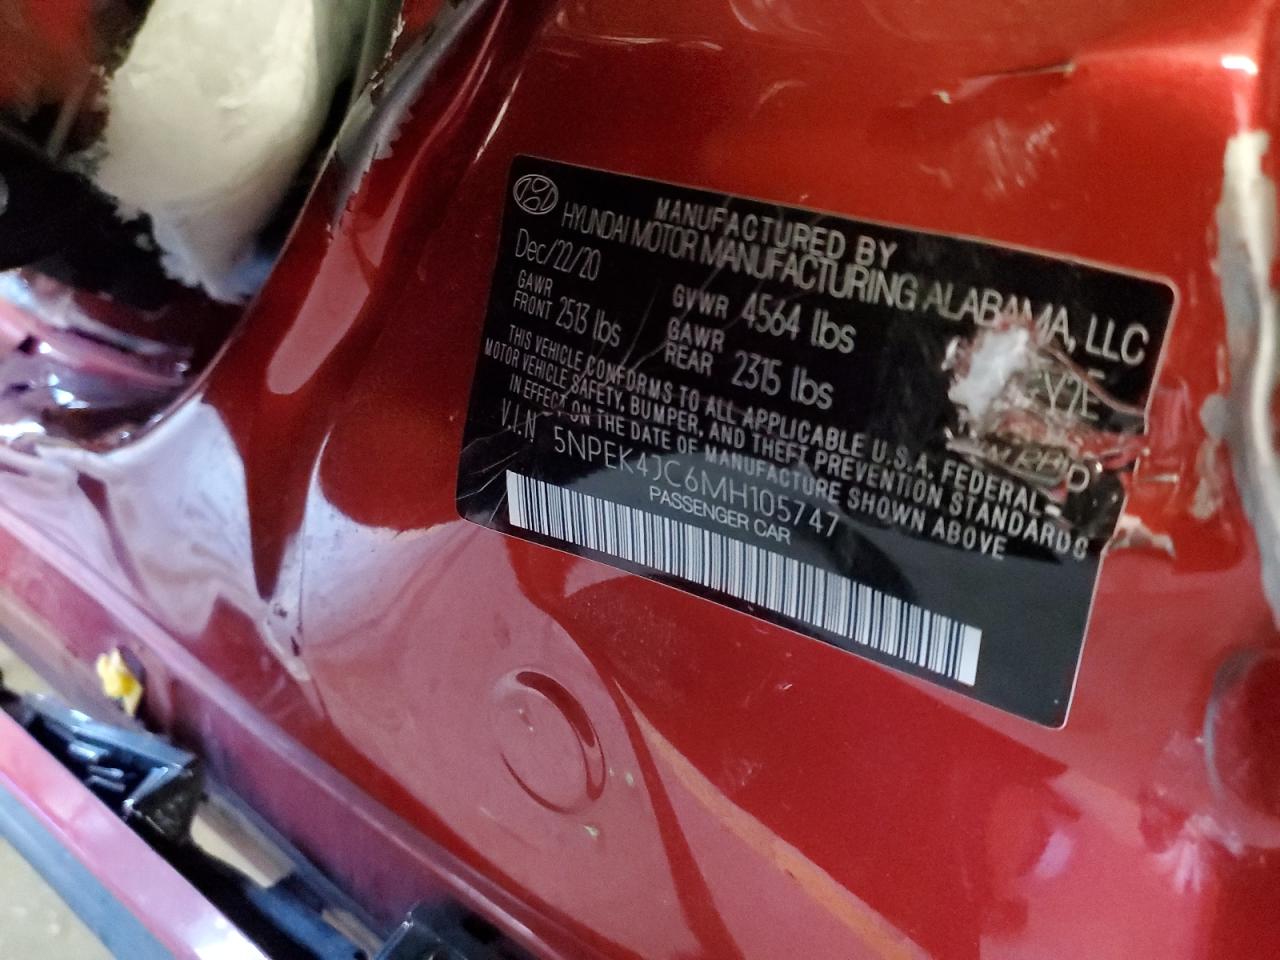 MANUFACTURED BY
HYUNDAI MOTOR MANUFACTURING ALABAMA, LLC
Dec/22/20
GVWR 4564 lbs
GAWR FRONT 2513 lbs
GAWR REAR 2315 lbs
THIS VEHICLE CONFORMS TO ALL APPLICABLE U.S.A. FEDERAL
MOTOR VEHICLE SAFETY, BUMPER, AND THEFT PREVENTION STANDARDS
IN EFFECT ON THE DATE OF MANUFACTURE SHOWN ABOVE
V.I.N 5NPEK4JC6MH105747
PASSENGER CAR